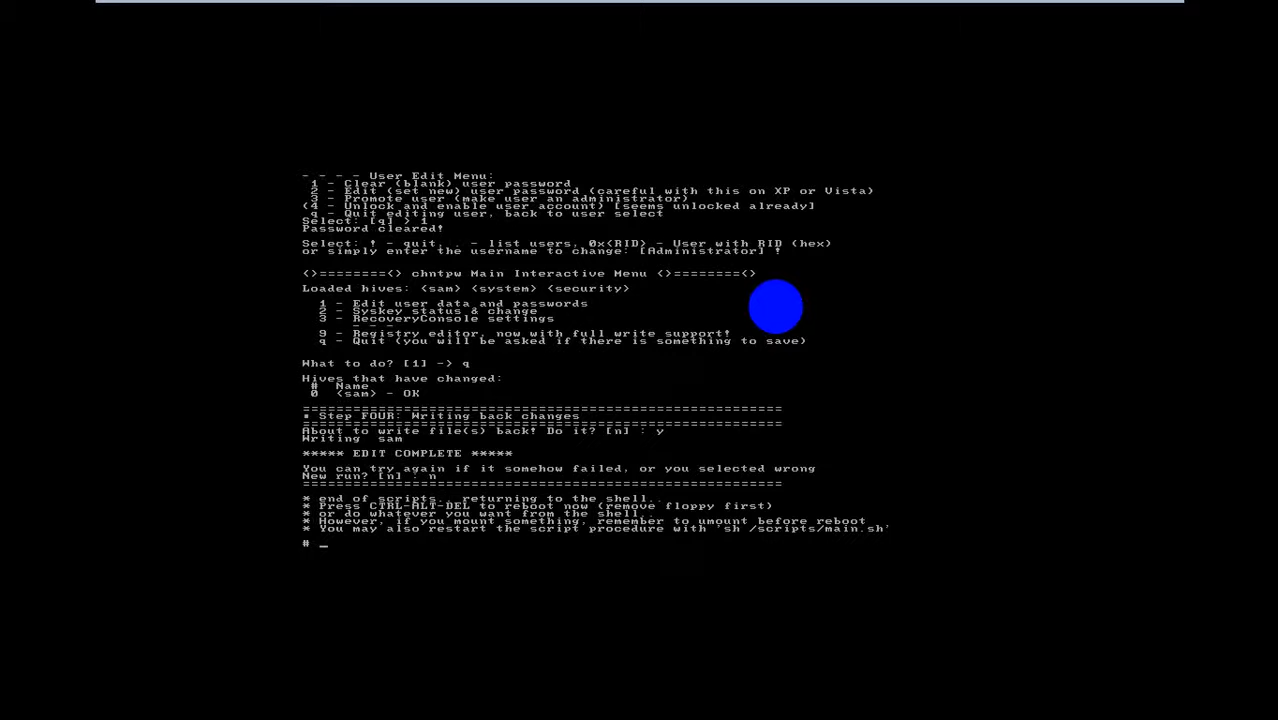 - - - - User Edit Menu:
1 - Clear (blank) user password
2 - Edit (set new) user password (careful with this on XP or Vista)
3 - Promote user (make user an administrator)
(4 - Unlock and enable user account) [seems unlocked already]
q - Quit editing user, back to user select
Select: [q] > 1
Password cleared!
Select: ! - quit, . - list users, 0x<RID> - User with RID (hex)
or simply enter the username to change: [Administrator] !
<>========<> chntpw Main Interactive Menu <>========<>
Loaded hives: <sam> <system> <security>
1 - Edit user data and passwords
2 - Syskey status & change
3 - RecoveryConsole settings
- - -
9 - Registry editor, now with full write support!
q - Quit (you will be asked if there is something to save)
What to do? [1] -> q
Hives that have changed:
# Name
0 <sam> - OK
=========================================================
• Step FOUR: Writing back changes
=========================================================
About to write file(s) back! Do it? [n] : y
Writing sam
***** EDIT COMPLETE *****
You can try again if it somehow failed, or you selected wrong
New run? [n] : n
=========================================================
* end of scripts.. returning to the shell..
* Press CTRL-ALT-DEL to reboot now (remove floppy first)
* or do whatever you want from the shell..
* However, if you mount something, remember to umount before reboot
* You may also restart the script procedure with 'sh /scripts/main.sh'
# _